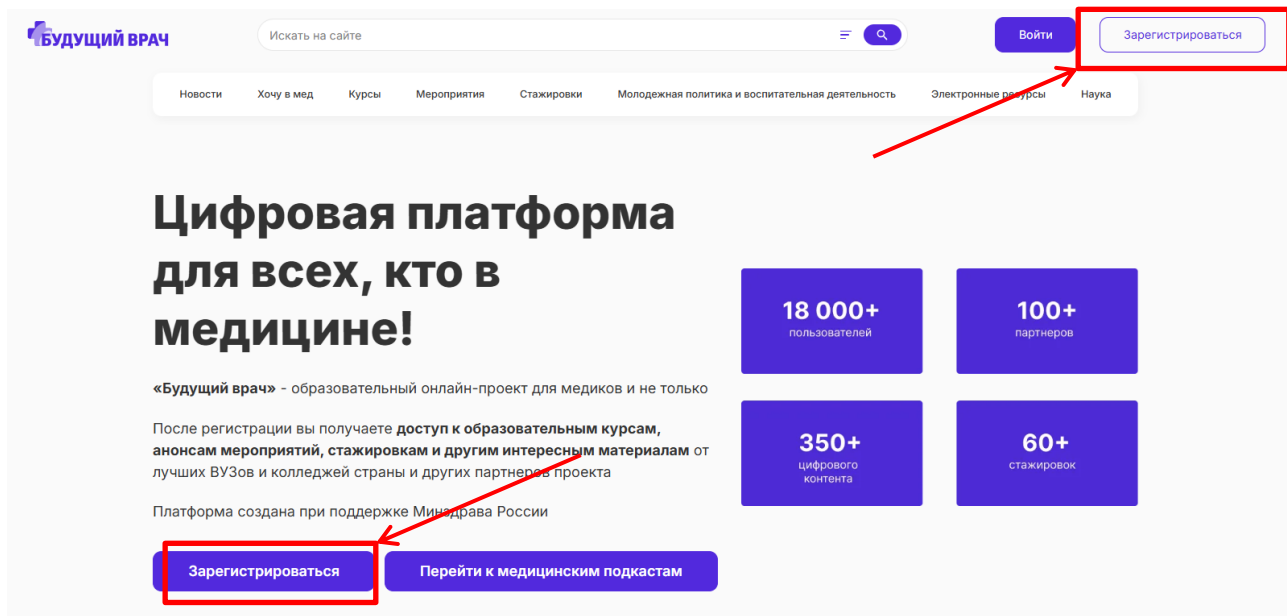 БУДУЩИЙ ВРАЧ
Искать на сайте
Войти
Зарегистрироваться
Новости
Хочу в мед
Курсы
Мероприятия
Стажировки
Молодежная политика и воспитательная деятельность
Электронные ресурсы
Наука
Цифровая платформа
для всех, кто в
медицине!
«Будущий врач» - образовательный онлайн-проект для медиков и не только
После регистрации вы получаете доступ к образовательным курсам,
анонсам мероприятий, стажировкам и другим интересным материалам от
лучших ВУЗов и колледжей страны и других партнеров проекта
Платформа создана при поддержке Минздрава России
Зарегистрироваться
Перейти к медицинским подкастам
18 000+
пользователей
100+
партнеров
350+
цифрового
контента
60+
стажировок